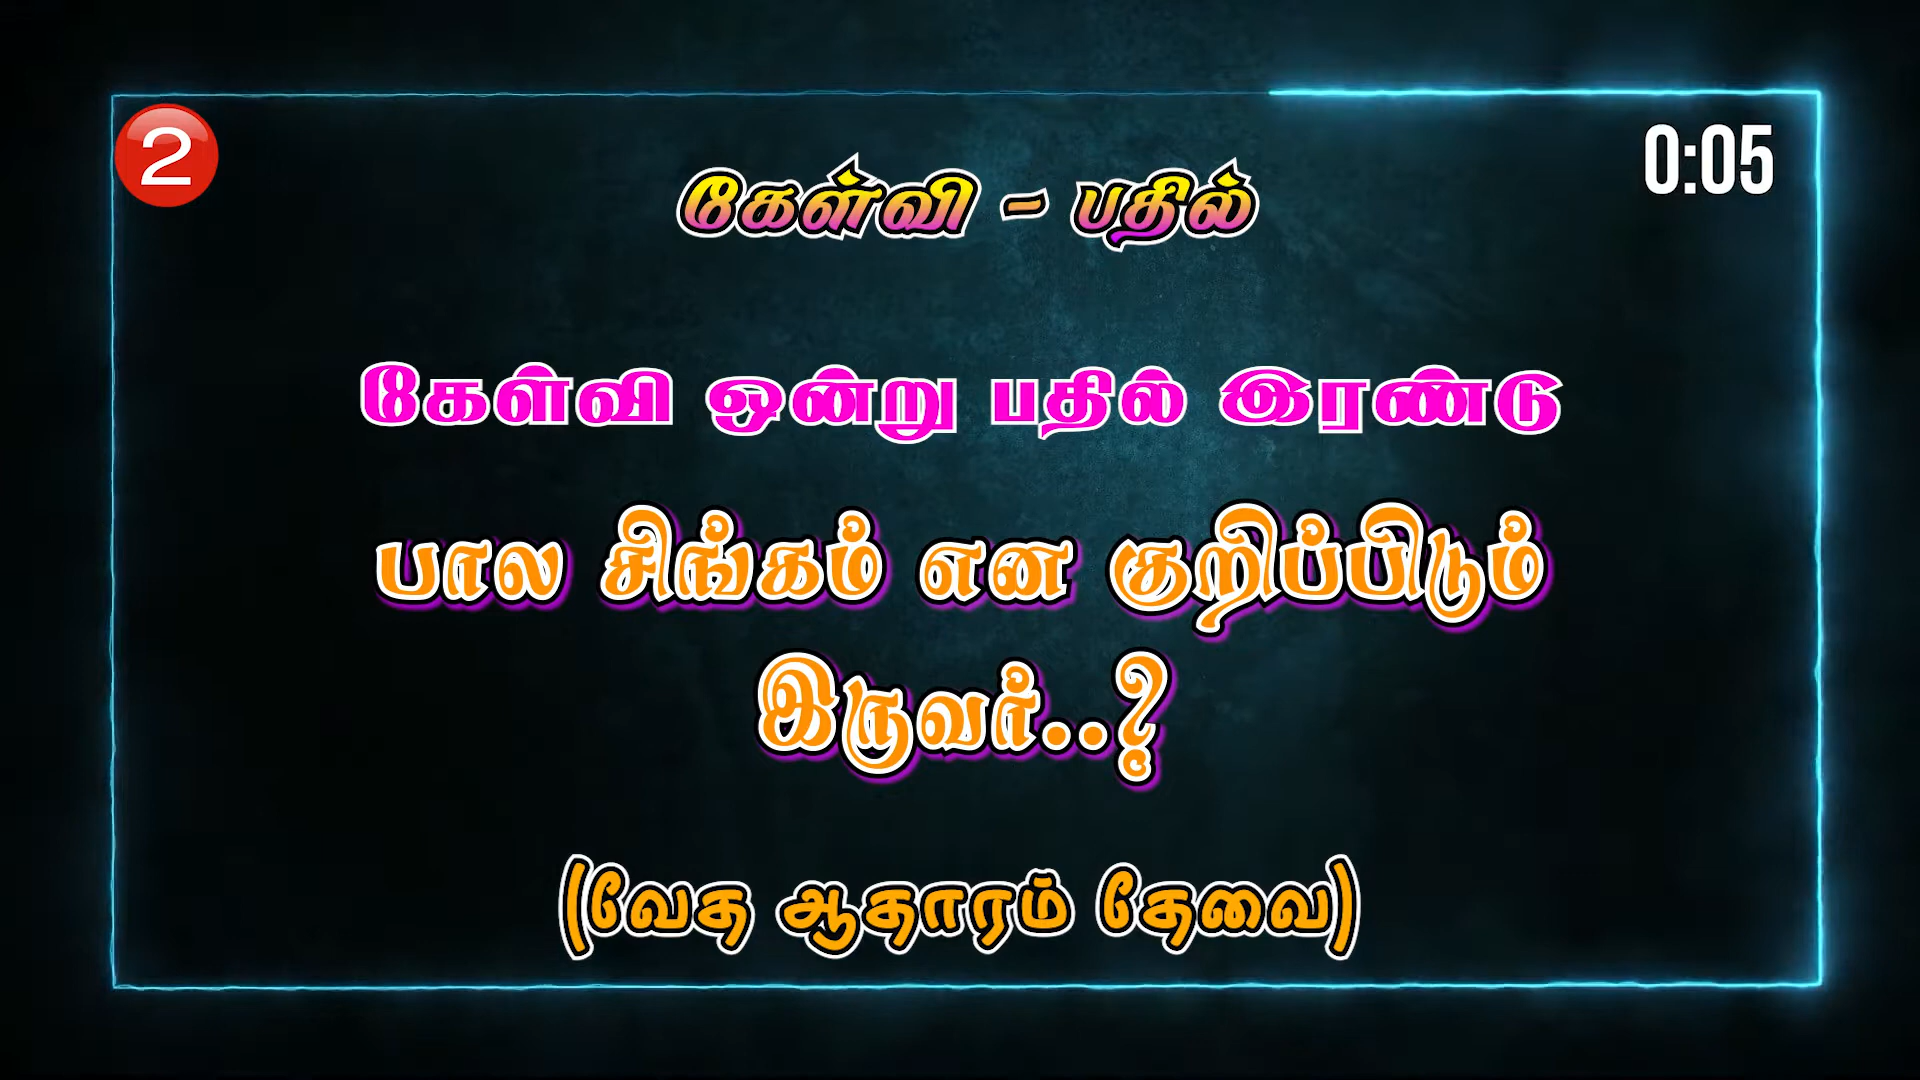 2
0:05
கேள்வி - பதில்
கேள்வி ஒன்று பதில் இரண்டு
பால சிங்கம் என குறிப்பிடும்
இருவர்..?
(வேத ஆதாரம் தேவை)